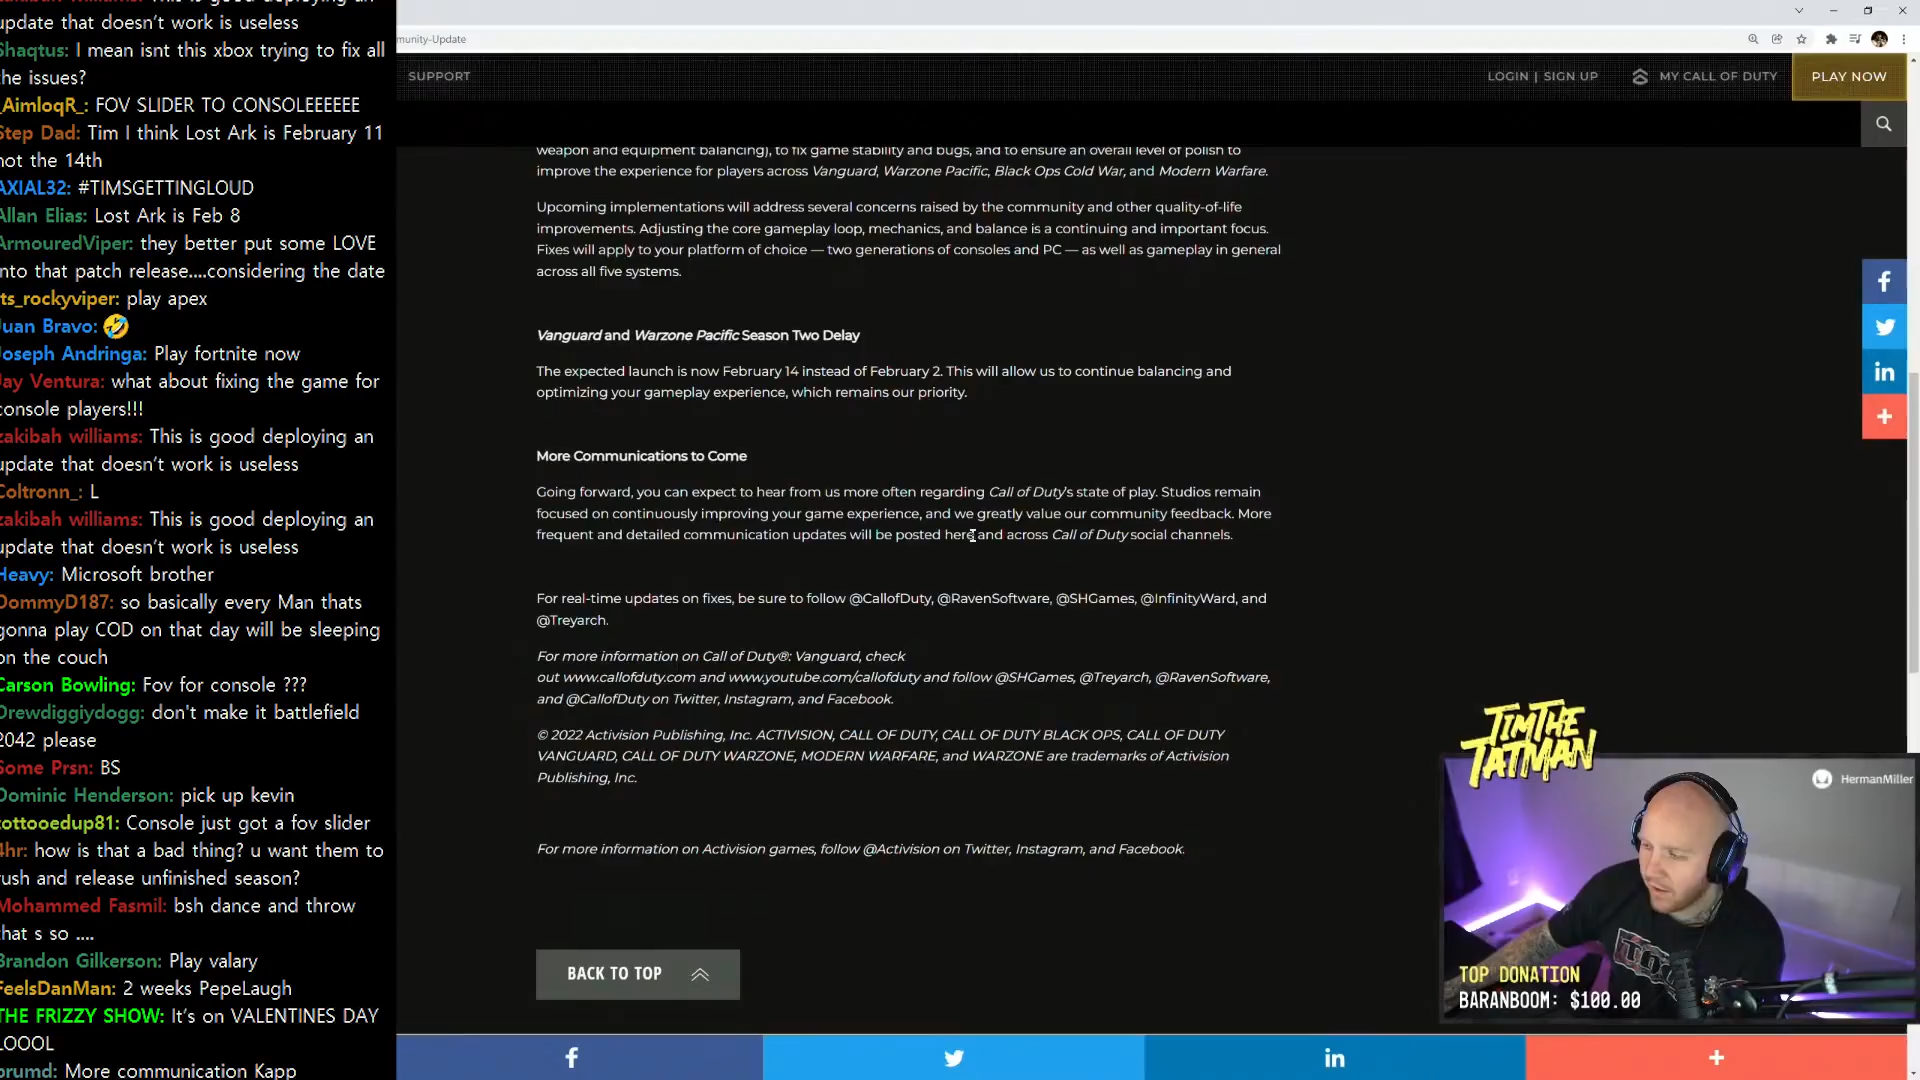 zakibah williams: This is good deploying an
update that doesn't work is useless
Shaqtus: I mean isnt this xbox trying to fix all
the issues?
_AimloqR_: FOV SLIDER TO CONSOLEEEEEE
Step Dad: Tim I think Lost Ark is February 11
not the 14th
AXIAL32: #TIMSGETTINGLOUD
Allan Elias: Lost Ark is Feb 8
ArmouredViper: they better put some LOVE
into that patch release....considering the date
its_rockyviper: play apex
Juan Bravo: 🤣
Joseph Andringa: Play fortnite now
Jay Ventura: what about fixing the game for
console players!!!
zakibah williams: This is good deploying an
update that doesn't work is useless
Coltronn_: L
zakibah williams: This is good deploying an
update that doesn't work is useless
Heavy: Microsoft brother
DommyD187: so basically every Man thats
gonna play COD on that day will be sleeping
on the couch
Carson Bowling: Fov for console ???
Drewdiggiydogg: don't make it battlefield
2042 please
Some Prsn: BS
Dominic Henderson: pick up kevin
tottooedup81: Console just got a fov slider
4hr: how is that a bad thing? u want them to
rush and release unfinished season?
Mohammed Fasmil: bsh dance and throw
that s so ....
Brandon Gilkerson: Play valary
FeelsDanMan: 2 weeks PepeLaugh
THE FRIZZY SHOW: It's on VALENTINES DAY
LOOOL
prumd: More communication Kapp
munity-Update
SUPPORT
LOGIN | SIGN UP
MY CALL OF DUTY
PLAY NOW
weapon and equipment balancing), to fix game stability and bugs, and to ensure an overall level of polish to
improve the experience for players across Vanguard, Warzone Pacific, Black Ops Cold War, and Modern Warfare.
Upcoming implementations will address several concerns raised by the community and other quality-of-life
improvements. Adjusting the core gameplay loop, mechanics, and balance is a continuing and important focus.
Fixes will apply to your platform of choice — two generations of consoles and PC — as well as gameplay in general
across all five systems.
Vanguard and Warzone Pacific Season Two Delay
The expected launch is now February 14 instead of February 2. This will allow us to continue balancing and
optimizing your gameplay experience, which remains our priority.
More Communications to Come
Going forward, you can expect to hear from us more often regarding Call of Duty's state of play. Studios remain
focused on continuously improving your game experience, and we greatly value our community feedback. More
frequent and detailed communication updates will be posted here and across Call of Duty social channels.
For real-time updates on fixes, be sure to follow @CallofDuty, @RavenSoftware, @SHGames, @InfinityWard, and
@Treyarch.
For more information on Call of Duty®: Vanguard, check
out www.callofduty.com and www.youtube.com/callofduty and follow @SHGames, @Treyarch, @RavenSoftware,
and @CallofDuty on Twitter, Instagram, and Facebook.
© 2022 Activision Publishing, Inc. ACTIVISION, CALL OF DUTY, CALL OF DUTY BLACK OPS, CALL OF DUTY
VANGUARD, CALL OF DUTY WARZONE, MODERN WARFARE, and WARZONE are trademarks of Activision
Publishing, Inc.
For more information on Activision games, follow @Activision on Twitter, Instagram, and Facebook.
BACK TO TOP
TIMTHE
TATMAN
HermanMiller
TOP DONATION
BARANBOOM: $100.00